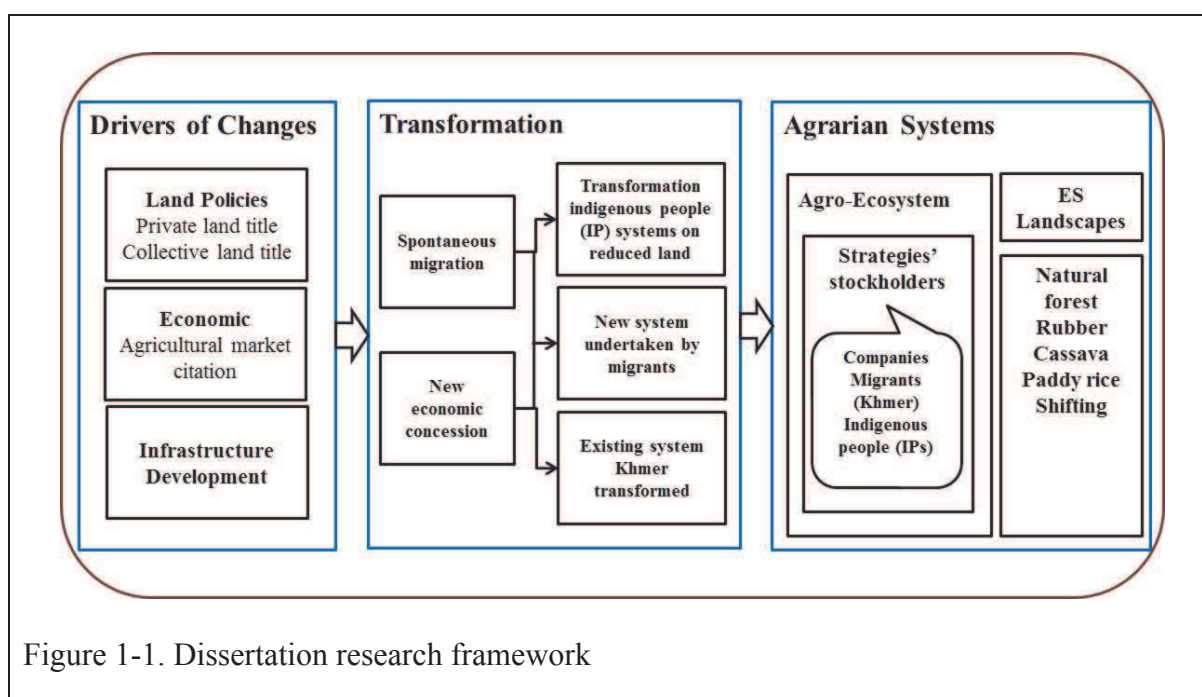 Drivers of Changes
Land Policies
Private land title
Collective land title
Economic
Agricultural market
citation
Infrastructure
Development
Transformation
Spontaneous
migration
New
economic
concession
Transformation
indigenous people
(IP) systems on
reduced land
New system
undertaken by
migrants
Existing system
Khmer
transformed
Agrarian Systems
Agro-Ecosystem
Strategies’
stockholders
Companies
Migrants
(Khmer)
Indigenous
people (IPs)
ES
Landscapes
Natural
forest
Rubber
Cassava
Paddy rice
Shifting
Figure 1-1. Dissertation research framework